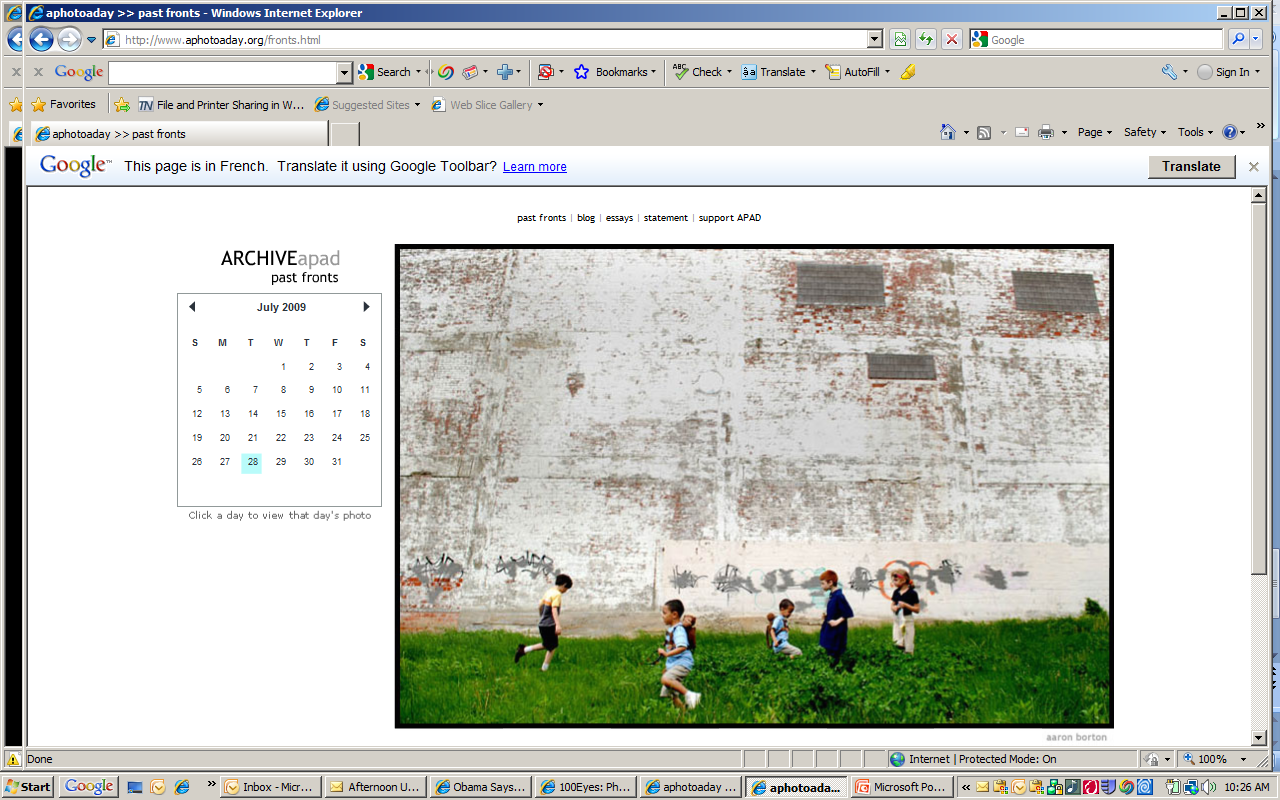 aphotoaday >> past fronts - Windows Internet Explorer
http://www.aphotoaday.org/fronts.html
Google
Google Search Bookmarks ABC Check Translate AutoFill Sign In
Favorites TN File and Printer Sharing in W... Suggested Sites Web Slice Gallery
aphotoaday >> past fronts Page Safety Tools
Google™ This page is in French. Translate it using Google Toolbar? Learn more Translate
past fronts | blog | essays | statement | support APAD
ARCHIVEapad
past fronts
July 2009
S M T W T F S
1 2 3 4
5 6 7 8 9 10 11
12 13 14 15 16 17 18
19 20 21 22 23 24 25
26 27 28 29 30 31
Click a day to view that day's photo
aaron borton
Done Internet | Protected Mode: On 100%
Start Google Inbox - Micr... Afternoon U... Obama Says... 100Eyes: Ph... aphotoaday ... aphotoada... Microsoft Po... 10:26 AM